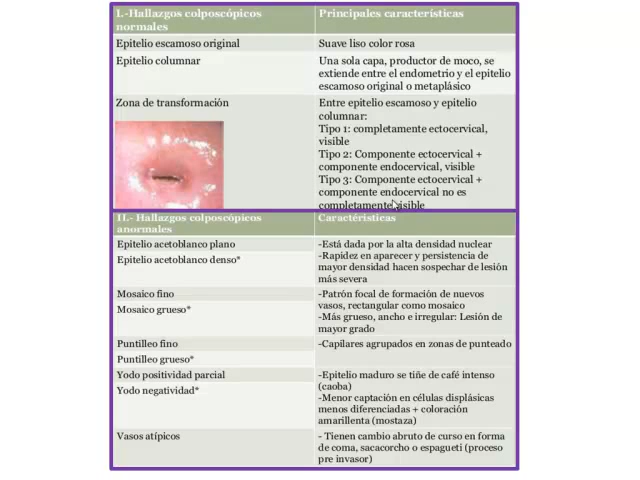 I.-Hallazgos colposcópicos normales
Principales características
Epitelio escamoso original
Suave liso color rosa
Epitelio columnar
Una sola capa, productor de moco, se
extiende entre el endometrio y el epitelio
escamoso original o metaplásico
Zona de transformación
Entre epitelio escamoso y epitelio
columnar:
Tipo 1: completamente ectocervical,
visible
Tipo 2: Componente ectocervical +
componente endocervical, visible
Tipo 3: Componente ectocervical +
componente endocervical no es
completamente visible
II.- Hallazgos colposcópicos
anormales
Características
Epitelio acetoblanco plano
Epitelio acetoblanco denso*
-Está dada por la alta densidad nuclear
-Rapidez en aparecer y persistencia de
mayor densidad hacen sospechar de lesión
más severa
Mosaico fino
Mosaico grueso*
-Patrón focal de formación de nuevos
vasos, rectangular como mosaico
-Más grueso, ancho e irregular: Lesión de
mayor grado
Puntilleo fino
Puntilleo grueso*
-Capilares agrupados en zonas de punteado
Yodo positividad parcial
Yodo negatividad*
-Epitelio maduro se tiñe de café intenso
(caoba)
-Menor captación en células displásicas
menos diferenciadas + coloración
amarillenta (mostaza)
Vasos atípicos
- Tienen cambio abruto de curso en forma
de coma, sacacorcho o espagueti (proceso
pre invasor)